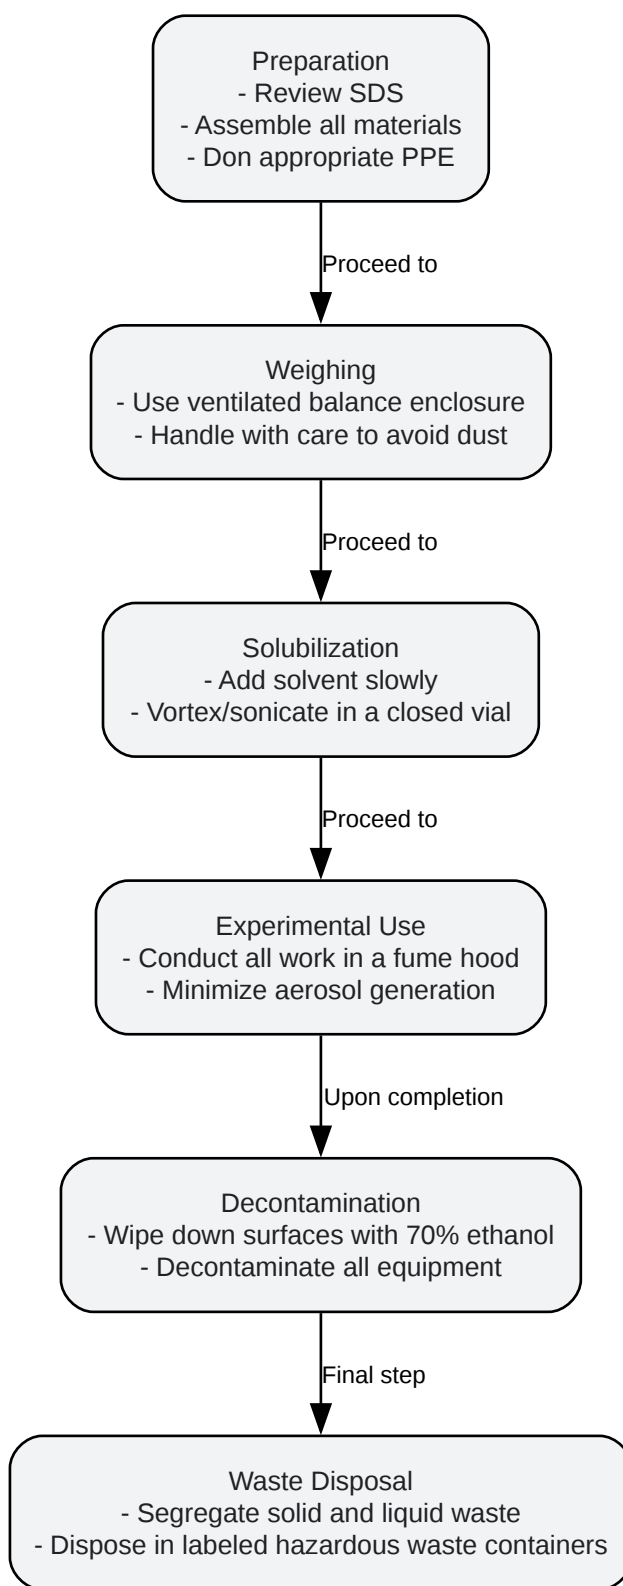 Preparation
- Review SDS
- Assemble all materials
- Don appropriate PPE
Proceed to
Weighing
- Use ventilated balance enclosure
- Handle with care to avoid dust
Proceed to
Solubilization
- Add solvent slowly
- Vortex/sonicate in a closed vial
Proceed to
Experimental Use
- Conduct all work in a fume hood
- Minimize aerosol generation
Upon completion
Decontamination
- Wipe down surfaces with 70% ethanol
- Decontaminate all equipment
Final step
Waste Disposal
- Segregate solid and liquid waste
- Dispose in labeled hazardous waste containers